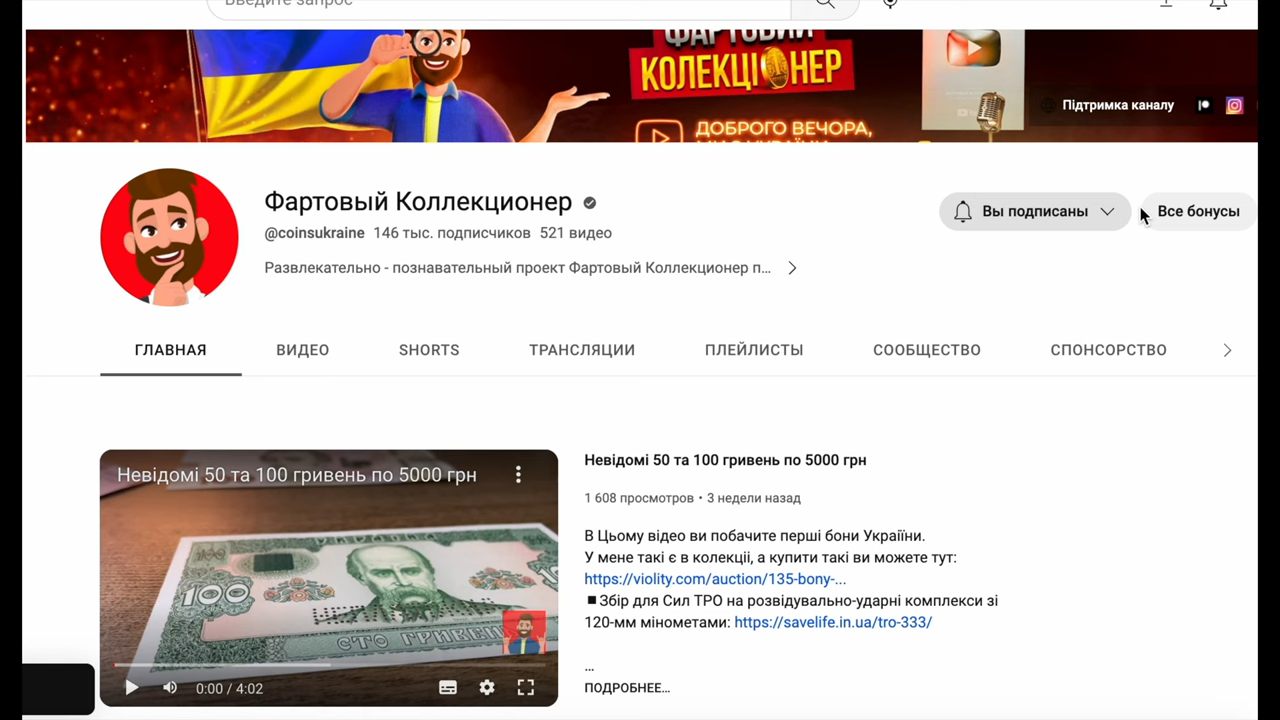 Введите запрос
ФАРТОВИЙ
КОЛЕКЦІОНЕР
ДОБРОГО ВЕЧОРА,
Підтримка каналу
Фартовый Коллекционер
@coinsukraine 146 тыс. подписчиков 521 видео
Развлекательно - познавательный проект Фартовый Коллекционер п...
Вы подписаны
Все бонусы
ГЛАВНАЯ ВИДЕО SHORTS ТРАНСЛЯЦИИ ПЛЕЙЛИСТЫ СООБЩЕСТВО СПОНСОРСТВО
Невідомі 50 та 100 гривень по 5000 грн
100
СТО ГРИВЕНЬ
0:00 / 4:02
Невідомі 50 та 100 гривень по 5000 грн
1 608 просмотров • 3 недели назад
В Цьому відео ви побачите перші бони Украіїни.
У мене такі є в колекціі, а купити такі ви можете тут:
https://violity.com/auction/135-bony-...
◾Збір для Сил ТРО на розвідувально-ударні комплекси зі
120-мм мінометами: https://savelife.in.ua/tro-333/
...
ПОДРОБНЕЕ...